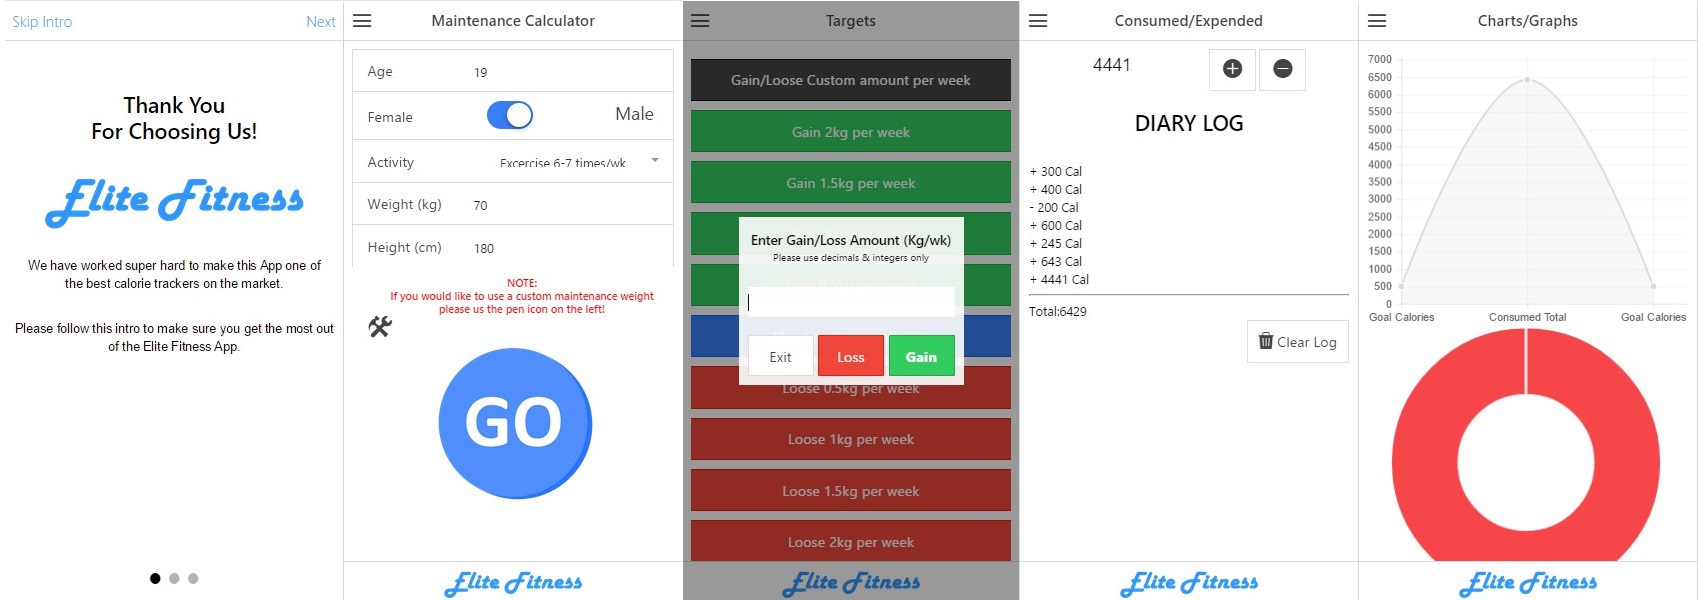 Skip Intro
Next
Thank You
For Choosing Us!
Elite Fitness
We have worked super hard to make this App one of
the best calorie trackers on the market.
Please follow this intro to make sure you get the most out
of the Elite Fitness App.
Maintenance Calculator
Age 19
Female Male
Activity Excercise 6-7 times/wk
Weight (kg) 70
Height (cm) 180
NOTE:
If you would like to use a custom maintenance weight
please us the pen icon on the left!
GO
Elite Fitness
Targets
Gain/Loose Custom amount per week
Gain 2kg per week
Gain 1.5kg per week
Enter Gain/Loss Amount (Kg/wk)
Please use decimals & integers only
Exit Loss Gain
Loose 0.5kg per week
Loose 1kg per week
Loose 1.5kg per week
Loose 2kg per week
Elite Fitness
Consumed/Expended
4441
DIARY LOG
+ 300 Cal
+ 400 Cal
- 200 Cal
+ 600 Cal
+ 245 Cal
+ 643 Cal
+ 4441 Cal
Total:6429
Clear Log
Elite Fitness
Charts/Graphs
7000
6500
6000
5500
5000
4500
4000
3500
3000
2500
2000
1500
1000
500
0
Goal Calories Consumed Total Goal Calories
Elite Fitness